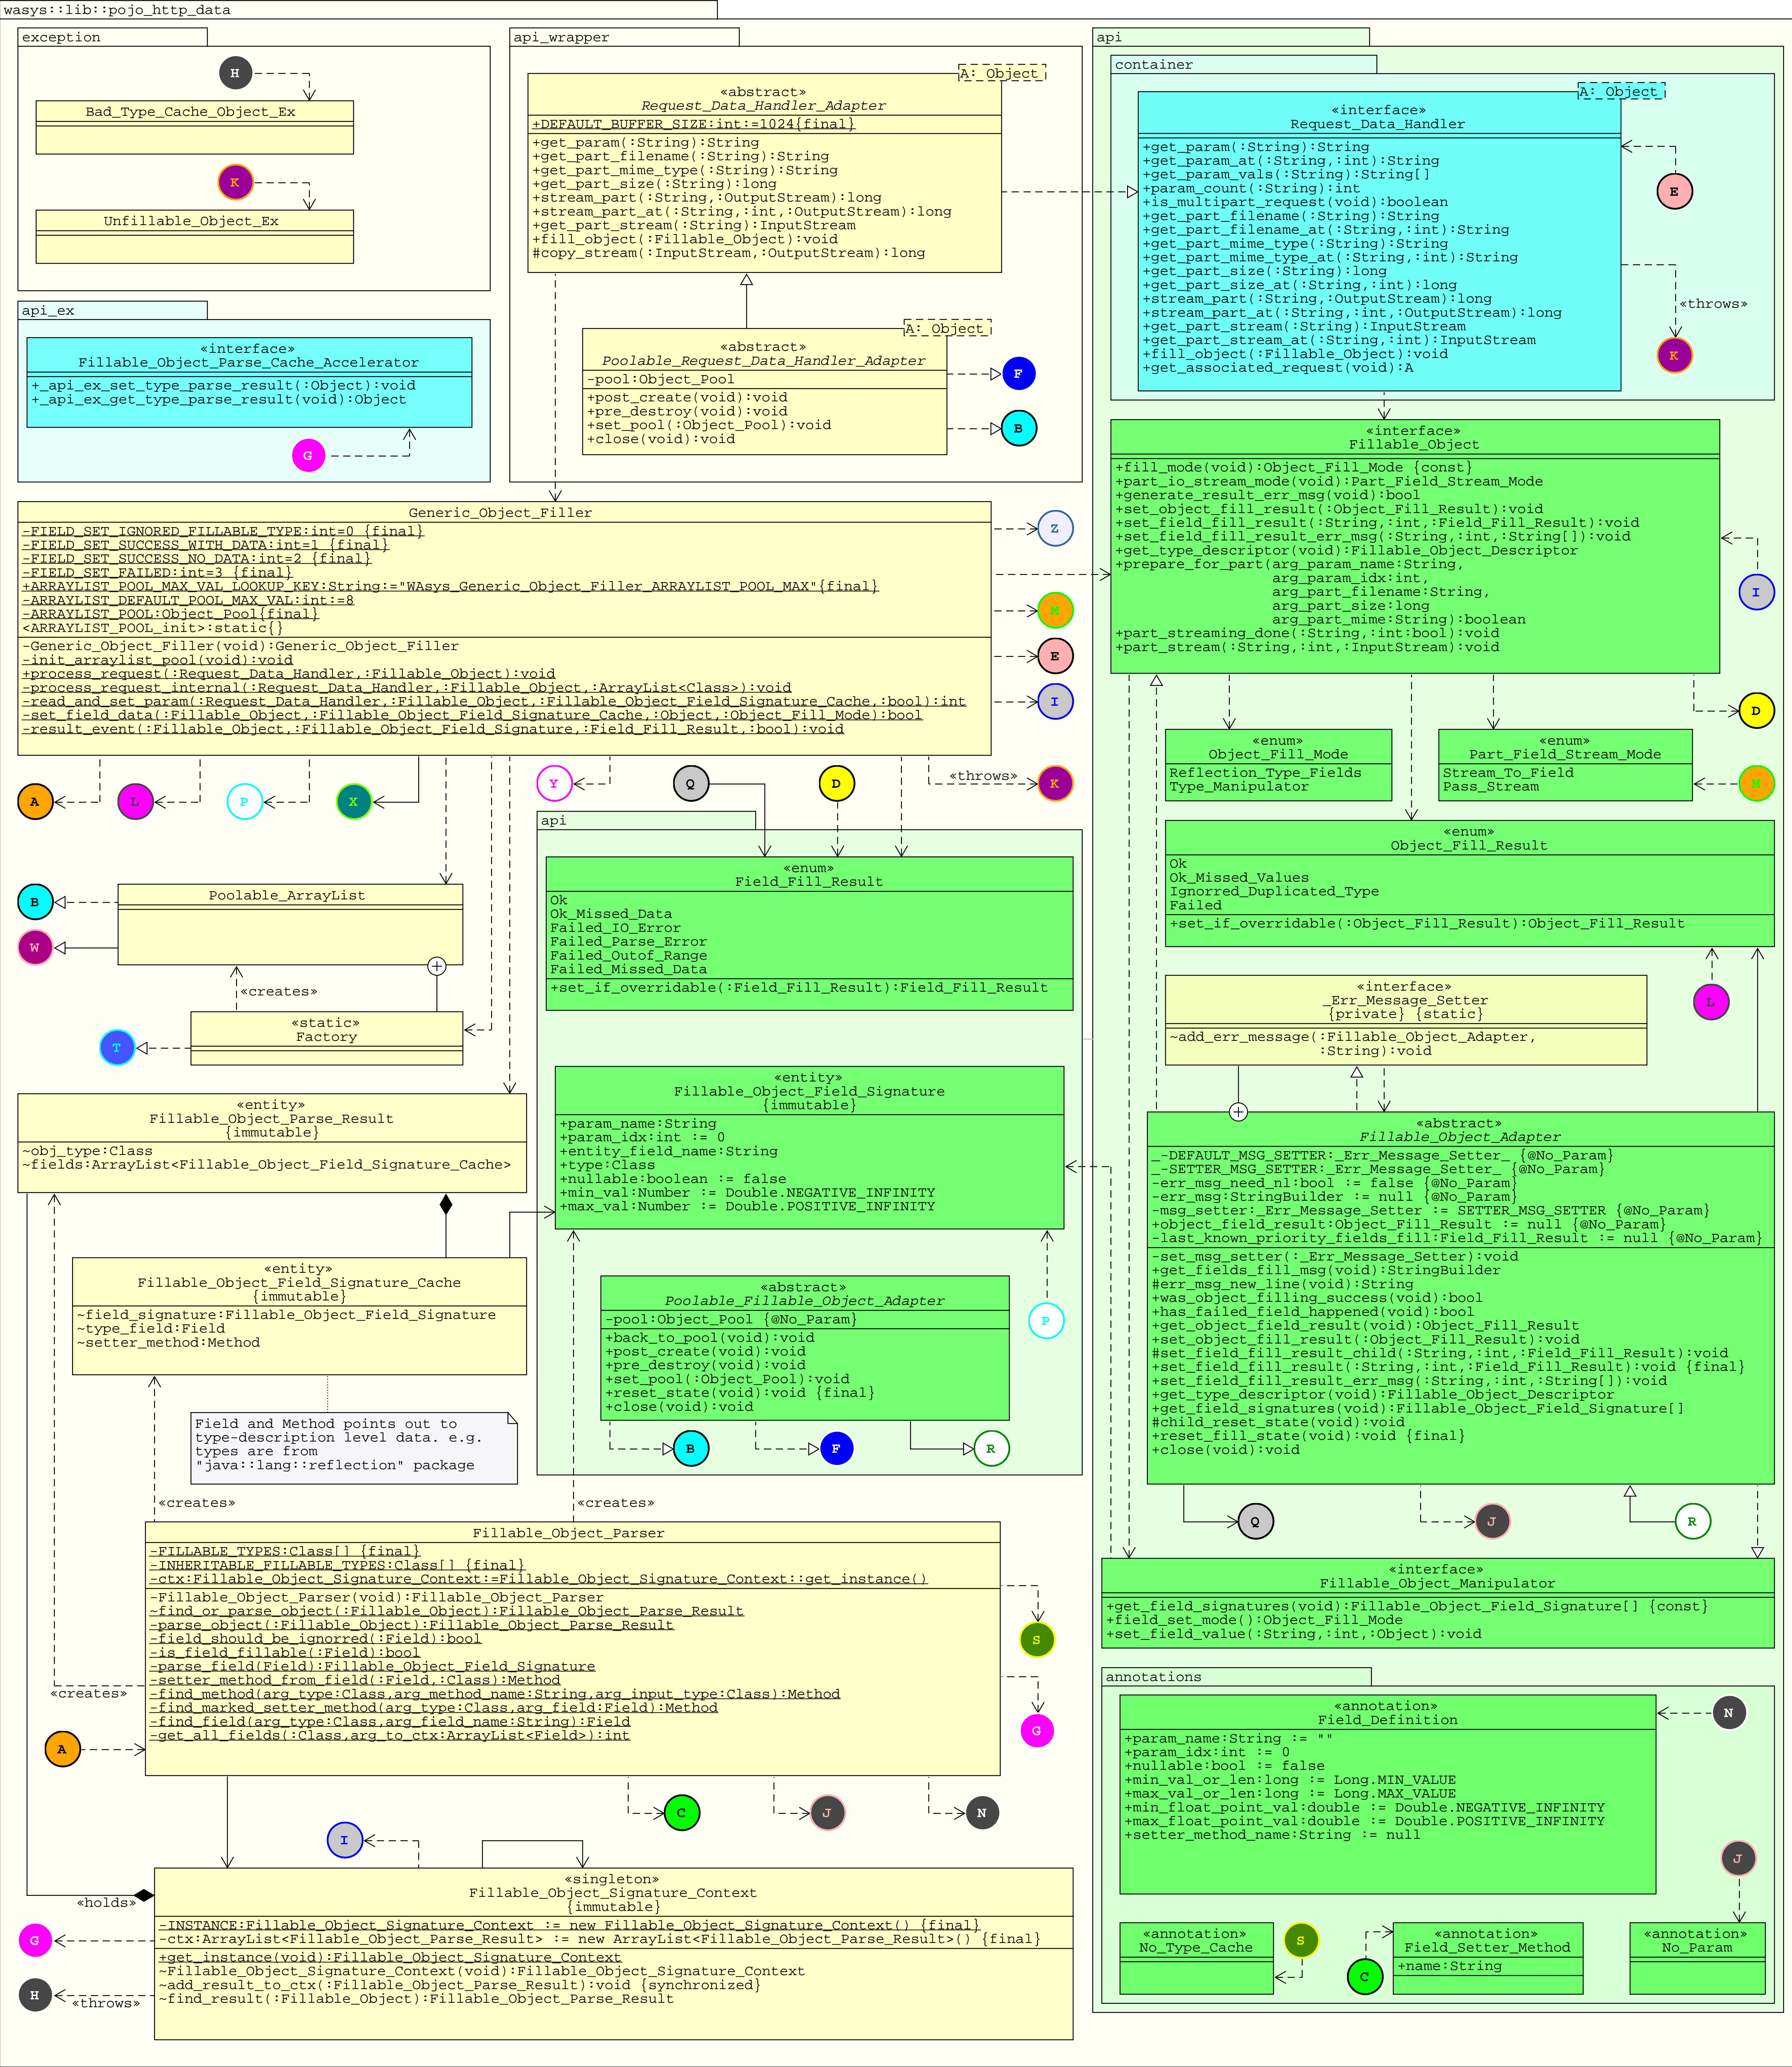 wasys::lib::pojo_http_data
exception
H
Bad_Type_Cache_Object_Ex
K
Unfillable_Object_Ex
api_ex
«interface»
Fillable_Object_Parse_Cache_Accelerator
+_api_ex_set_type_parse_result(:Object):void
+_api_ex_get_type_parse_result(void):Object
G
api_wrapper
A: Object
«abstract»
Request_Data_Handler_Adapter
+DEFAULT_BUFFER_SIZE:int:=1024{final}
+get_param(:String):String
+get_part_filename(:String):String
+get_part_mime_type(:String):String
+get_part_size(:String):long
+stream_part(:String,:OutputStream):long
+stream_part_at(:String,:int,:OutputStream):long
+get_part_stream(:String):InputStream
+fill_object(:Fillable_Object):void
#copy_stream(:InputStream,:OutputStream):long
A: Object
«abstract»
Poolable_Request_Data_Handler_Adapter
-pool:Object_Pool
+post_create(void):void
+pre_destroy(void):void
+set_pool(:Object_Pool):void
+close(void):void
F
B
api
container
A: Object
«interface»
Request_Data_Handler
+get_param(:String):String
+get_param_at(:String,:int):String
+get_param_vals(:String):String[]
+param_count(:String):int
+is_multipart_request(void):boolean
+get_part_filename(:String):String
+get_part_filename_at(:String,:int):String
+get_part_mime_type(:String):String
+get_part_mime_type_at(:String,:int):String
+get_part_size(:String):long
+get_part_size_at(:String,:int):long
+stream_part(:String,:OutputStream):long
+stream_part_at(:String,:int,:OutputStream):long
+get_part_stream(:String):InputStream
+get_part_stream_at(:String,:int):InputStream
+fill_object(:Fillable_Object):void
+get_associated_request(void):A
E
«throws»
K
«interface»
Fillable_Object
+fill_mode(void):Object_Fill_Mode {const}
+part_io_stream_mode(void):Part_Field_Stream_Mode
+generate_result_err_msg(void):bool
+set_object_fill_result(:Object_Fill_Result):void
+set_field_fill_result(:String,:int,:Field_Fill_Result):void
+set_field_fill_result_err_msg(:String,:int,:String[]):void
+get_type_descriptor(void):Fillable_Object_Descriptor
+prepare_for_part(arg_param_name:String,
arg_param_idx:int,
arg_part_filename:String,
arg_part_size:long
arg_part_mime:String):boolean
+part_streaming_done(:String,:int:bool):void
+part_stream(:String,:int,:InputStream):void
I
D
Generic_Object_Filler
-FIELD_SET_IGNORED_FILLABLE_TYPE:int=0 {final}
-FIELD_SET_SUCCESS_WITH_DATA:int=1 {final}
-FIELD_SET_SUCCESS_NO_DATA:int=2 {final}
-FIELD_SET_FAILED:int=3 {final}
+ARRAYLIST_POOL_MAX_VAL_LOOKUP_KEY:String:="WAsys_Generic_Object_Filler_ARRAYLIST_POOL_MAX"{final}
-ARRAYLIST_DEFAULT_POOL_MAX_VAL:int:=8
-ARRAYLIST_POOL:Object_Pool{final}
<ARRAYLIST_POOL_init>:static{}
-Generic_Object_Filler(void):Generic_Object_Filler
-init_arraylist_pool(void):void
+process_request(:Request_Data_Handler,:Fillable_Object):void
-process_request_internal(:Request_Data_Handler,:Fillable_Object,:ArrayList<Class>):void
-read_and_set_param(:Request_Data_Handler,:Fillable_Object,:Fillable_Object_Field_Signature_Cache,:bool):int
-set_field_data(:Fillable_Object,:Fillable_Object_Field_Signature_Cache,:Object,:Object_Fill_Mode):bool
-result_event(:Fillable_Object,:Fillable_Object_Field_Signature,:Field_Fill_Result,:bool):void
Z
M
E
I
A
L
P
X
Y
Q
D
«throws»
K
«enum»
Object_Fill_Mode
Reflection_Type_Fields
Type_Manipulator
«enum»
Part_Field_Stream_Mode
Stream_To_Field
Pass_Stream
M
«enum»
Object_Fill_Result
Ok
Ok_Missed_Values
Ignorred_Duplicated_Type
Failed
+set_if_overridable(:Object_Fill_Result):Object_Fill_Result
L
B
W
Poolable_ArrayList
«creates»
T
«static»
Factory
api
«enum»
Field_Fill_Result
Ok
Ok_Missed_Data
Failed_IO_Error
Failed_Parse_Error
Failed_Outof_Range
Failed_Missed_Data
+set_if_overridable(:Field_Fill_Result):Field_Fill_Result
«interface»
_Err_Message_Setter
{private} {static}
~add_err_message(:Fillable_Object_Adapter,
:String):void
«entity»
Fillable_Object_Parse_Result
{immutable}
~obj_type:Class
~fields:ArrayList<Fillable_Object_Field_Signature_Cache>
«entity»
Fillable_Object_Field_Signature
{immutable}
+param_name:String
+param_idx:int := 0
+entity_field_name:String
+type:Class
+nullable:boolean := false
+min_val:Number := Double.NEGATIVE_INFINITY
+max_val:Number := Double.POSITIVE_INFINITY
«abstract»
Fillable_Object_Adapter
_-DEFAULT_MSG_SETTER:_Err_Message_Setter_ {@No_Param}
_-SETTER_MSG_SETTER:_Err_Message_Setter_ {@No_Param}
-err_msg_need_nl:bool := false {@No_Param}
-err_msg:StringBuilder := null {@No_Param}
-msg_setter:_Err_Message_Setter := SETTER_MSG_SETTER {@No_Param}
+object_field_result:Object_Fill_Result := null {@No_Param}
-last_known_priority_fields_fill:Field_Fill_Result := null {@No_Param}
-set_msg_setter(:_Err_Message_Setter):void
+get_fields_fill_msg(void):StringBuilder
#err_msg_new_line(void):String
+was_object_filling_success(void):bool
+has_failed_field_happened(void):bool
+get_object_field_result(void):Object_Fill_Result
+set_object_fill_result(:Object_Fill_Result):void
#set_field_fill_result_child(:String,:int,:Field_Fill_Result):void
+set_field_fill_result(:String,:int,:Field_Fill_Result):void {final}
+set_field_fill_result_err_msg(:String,:int,:String[]):void
+get_type_descriptor(void):Fillable_Object_Descriptor
+get_field_signatures(void):Fillable_Object_Field_Signature[]
#child_reset_state(void):void
+reset_fill_state(void):void {final}
+close(void):void
Q
J
R
«entity»
Fillable_Object_Field_Signature_Cache
{immutable}
~field_signature:Fillable_Object_Field_Signature
~type_field:Field
~setter_method:Method
Field and Method points out to
type-description level data. e.g.
types are from
"java::lang::reflection" package
«abstract»
Poolable_Fillable_Object_Adapter
-pool:Object_Pool {@No_Param}
+back_to_pool(void):void
+post_create(void):void
+pre_destroy(void):void
+set_pool(:Object_Pool):void
+reset_state(void):void {final}
+close(void):void
P
B
F
R
«creates»
«creates»
Fillable_Object_Parser
-FILLABLE_TYPES:Class[] {final}
-INHERITABLE_FILLABLE_TYPES:Class[] {final}
-ctx:Fillable_Object_Signature_Context:=Fillable_Object_Signature_Context::get_instance()
-Fillable_Object_Parser(void):Fillable_Object_Parser
~find_or_parse_object(:Fillable_Object):Fillable_Object_Parse_Result
-parse_object(:Fillable_Object):Fillable_Object_Parse_Result
-field_should_be_ignorred(:Field):bool
-is_field_fillable(:Field):bool
-parse_field(Field):Fillable_Object_Field_Signature
-setter_method_from_field(:Field,:Class):Method
-find_method(arg_type:Class,arg_method_name:String,arg_input_type:Class):Method
-find_marked_setter_method(arg_type:Class,arg_field:Field):Method
-find_field(arg_type:Class,arg_field_name:String):Field
-get_all_fields(:Class,arg_to_ctx:ArrayList<Field>):int
«creates»
S
G
A
C
J
N
I
«interface»
Fillable_Object_Manipulator
+get_field_signatures(void):Fillable_Object_Field_Signature[] {const}
+field_set_mode():Object_Fill_Mode
+set_field_value(:String,:int,:Object):void
annotations
«annotation»
Field_Definition
+param_name:String := ""
+param_idx:int := 0
+nullable:bool := false
+min_val_or_len:long := Long.MIN_VALUE
+max_val_or_len:long := Long.MAX_VALUE
+min_float_point_val:double := Double.NEGATIVE_INFINITY
+max_float_point_val:double := Double.POSITIVE_INFINITY
+setter_method_name:String := null
N
J
«annotation»
No_Type_Cache
S
C
«annotation»
Field_Setter_Method
+name:String
«annotation»
No_Param
«holds»
«singleton»
Fillable_Object_Signature_Context
{immutable}
-INSTANCE:Fillable_Object_Signature_Context := new Fillable_Object_Signature_Context() {final}
-ctx:ArrayList<Fillable_Object_Parse_Result> := new ArrayList<Fillable_Object_Parse_Result>() {final}
+get_instance(void):Fillable_Object_Signature_Context
~Fillable_Object_Signature_Context(void):Fillable_Object_Signature_Context
~add_result_to_ctx(:Fillable_Object_Parse_Result):void {synchronized}
~find_result(:Fillable_Object):Fillable_Object_Parse_Result
G
H
«throws»